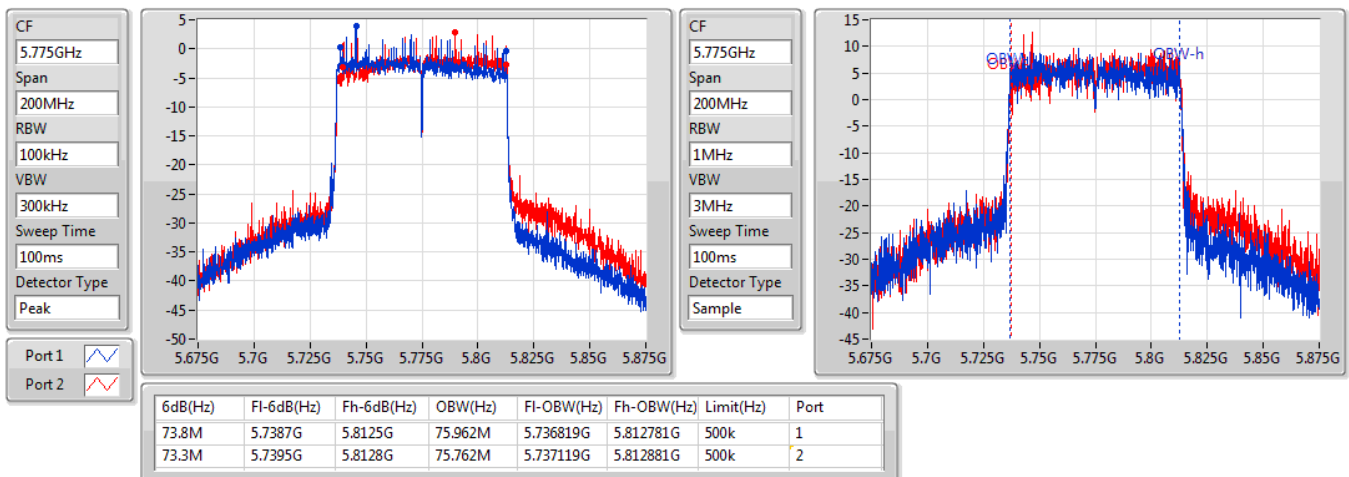 CF
5.775GHz
Span
200MHz
RBW
100kHz
VBW
300kHz
Sweep Time
100ms
Detector Type
Peak
Port 1
Port 2
5
0
-5
-10
-15
-20
-25
-30
-35
-40
-45
-50
5.675G 5.7G 5.725G 5.75G 5.775G 5.8G 5.825G 5.85G 5.875G
CF
5.775GHz
Span
200MHz
RBW
1MHz
VBW
3MHz
Sweep Time
100ms
Detector Type
Sample
15
10
5
0
-5
-10
-15
-20
-25
-30
-35
-40
-45
OBW-h
5.675G 5.7G 5.725G 5.75G 5.775G 5.8G 5.825G 5.85G 5.875G
6dB(Hz) Fl-6dB(Hz) Fh-6dB(Hz) OBW(Hz) Fl-OBW(Hz) Fh-OBW(Hz) Limit(Hz) Port
73.8M 5.7387G 5.8125G 75.962M 5.736819G 5.812781G 500k 1
73.3M 5.7395G 5.8128G 75.762M 5.737119G 5.812881G 500k 2